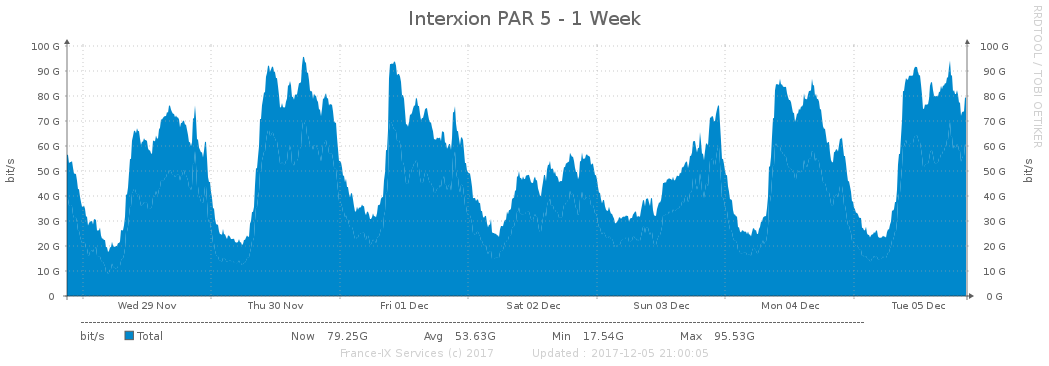 Interxion PAR 5 - 1 Week
RRDTOOL / TOBI OETIKER
bit/s
100 G
90 G
80 G
70 G
60 G
50 G
40 G
30 G
20 G
10 G
0
100 G
90 G
80 G
70 G
60 G
50 G
40 G
30 G
20 G
10 G
0 G
bit/s
Wed 29 Nov Thu 30 Nov Fri 01 Dec Sat 02 Dec Sun 03 Dec Mon 04 Dec Tue 05 Dec
bit/s Total Now 79.25G Avg 53.63G Min 17.54G Max 95.53G
France-IX Services (c) 2017 Updated : 2017-12-05 21:00:05